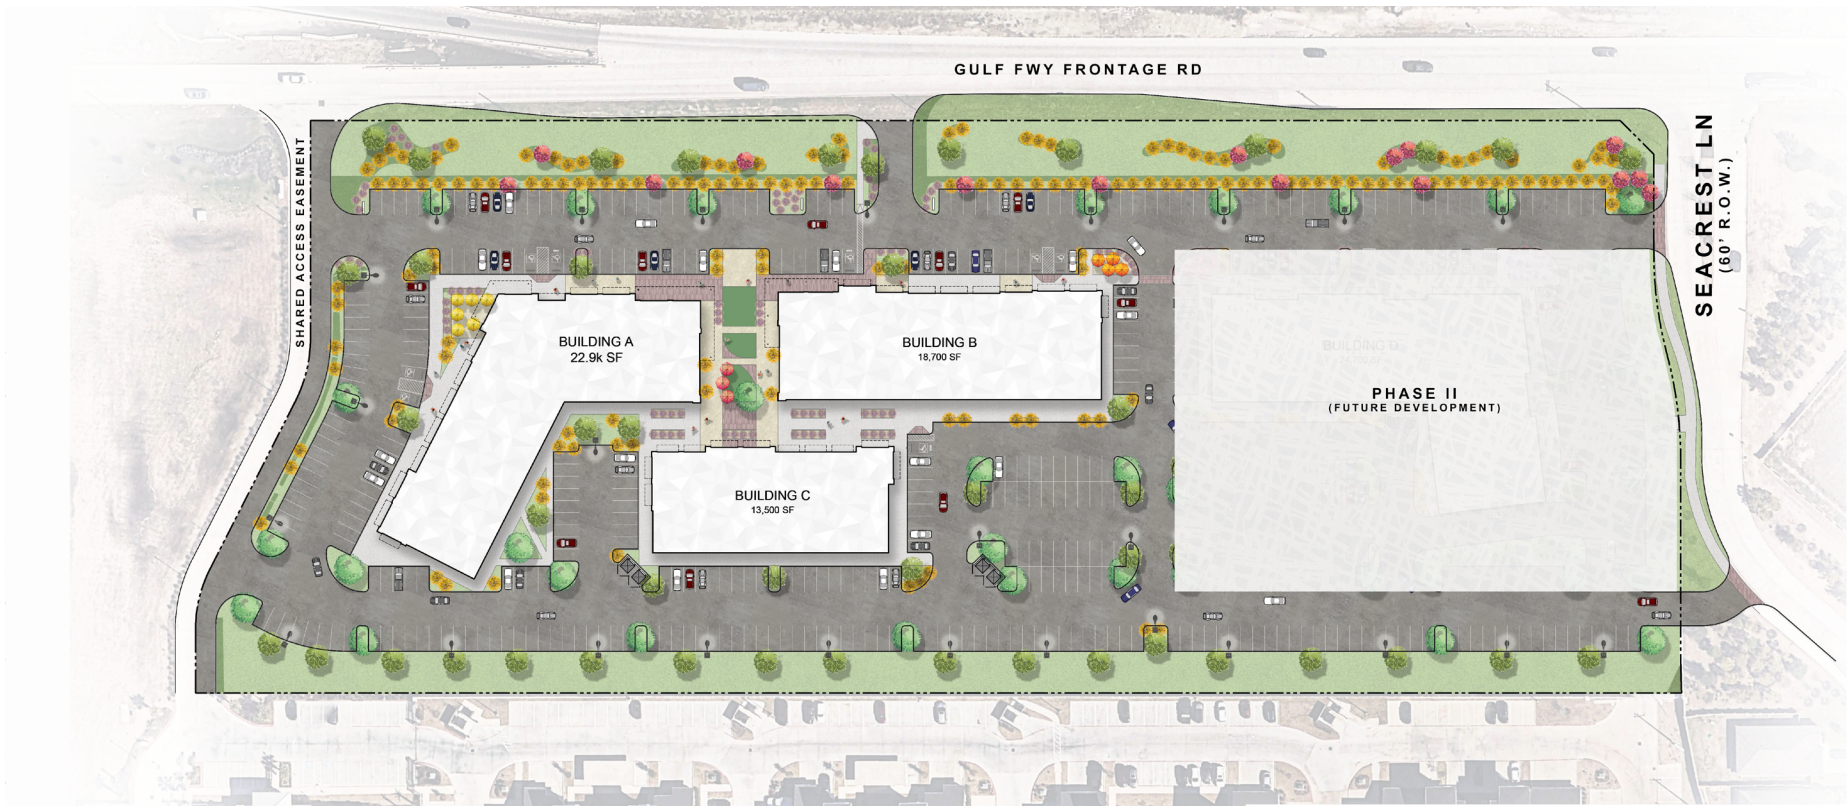 GULF FWY FRONTAGE RD
SHARED ACCESS EASEMENT
SEACREST LN
(60' R.O.W.)
BUILDING A
22.9k SF
BUILDING B
18,700 SF
BUILDING D
PHASE II
(FUTURE DEVELOPMENT)
BUILDING C
13,500 SF